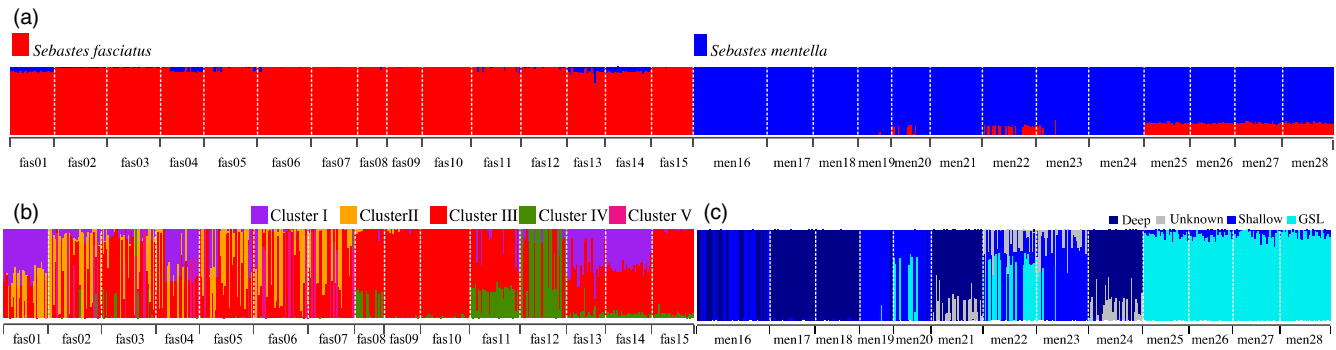 (a)
Sebastes fasciatus Sebastes mentella
fas01 fas02 fas03 fas04 fas05 fas06 fas07 fas08 fas09 fas10 fas11 fas12 fas13 fas14 fas15 men16 men17 men18 men19 men20 men21 men22 men23 men24 men25 men26 men27 men28
(b) Cluster I ClusterII Cluster III Cluster IV Cluster V
(c) Deep Unknown Shallow GSL
fas01 fas02 fas03 fas04 fas05 fas06 fas07 fas08 fas09 fas10 fas11 fas12 fas13 fas14 fas15 men16 men17 men18 men19 men20 men21 men22 men23 men24 men25 men26 men27 men28